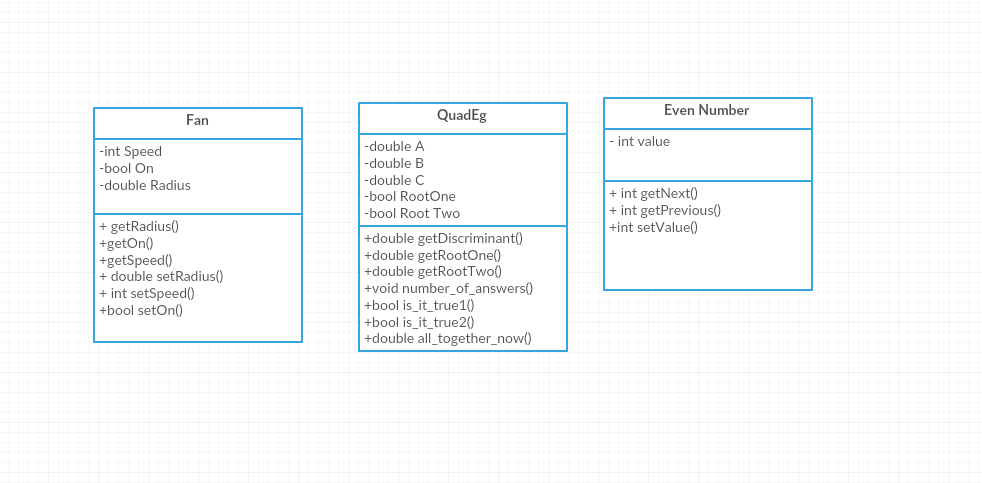 Fan
-int Speed
-bool On
-double Radius
+ getRadius()
+getOn()
+getSpeed()
+ double setRadius()
+ int setSpeed()
+bool setOn()
QuadEg
-double A
-double B
-double C
-bool RootOne
-bool Root Two
+double getDiscriminant()
+double getRootOne()
+double getRootTwo()
+void number_of_answers()
+bool is_it_true1()
+bool is_it_true2()
+double all_together_now()
Even Number
- int value
+ int getNext()
+ int getPrevious()
+int setValue()